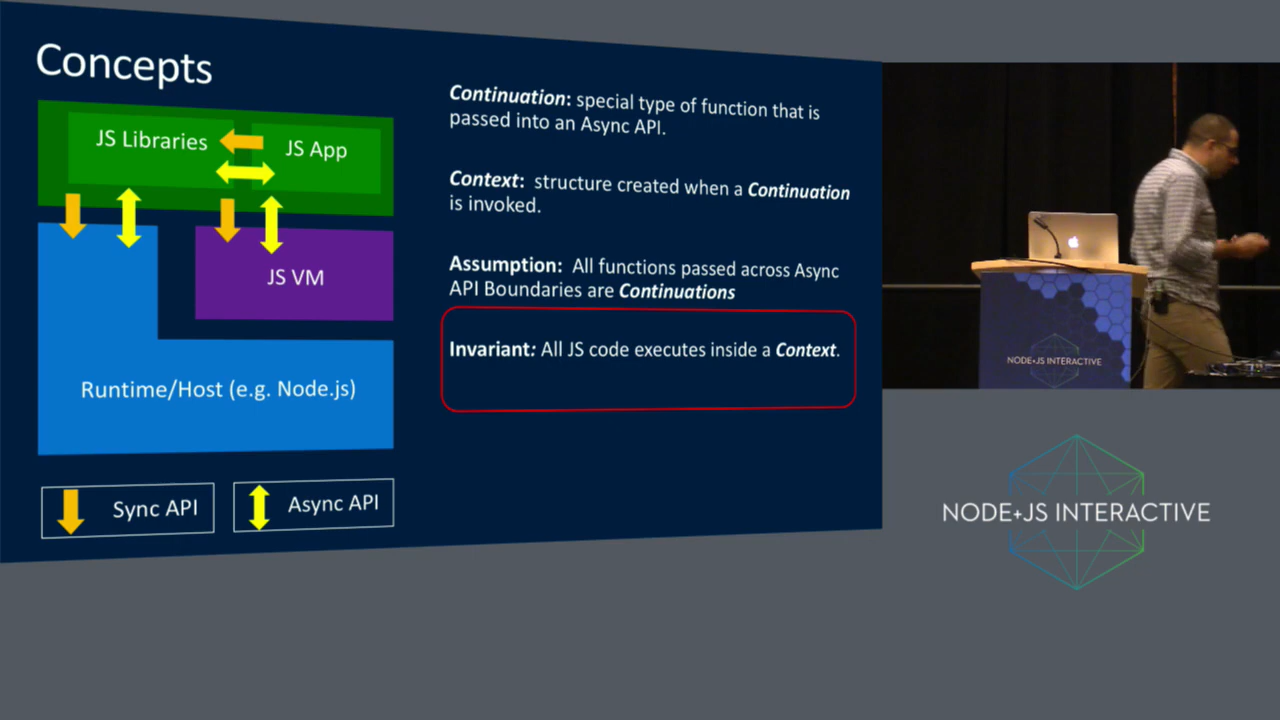 Concepts
JS Libraries
JS App
JS VM
Runtime/Host (e.g. Node.js)
Sync API
Async API
Continuation: special type of function that is
passed into an Async API.
Context: structure created when a Continuation
is invoked.
Assumption: All functions passed across Async
API Boundaries are Continuations
Invariant: All JS code executes inside a Context.
NODE+JS INTERACTIVE
NODE+JS INTERACTIVE